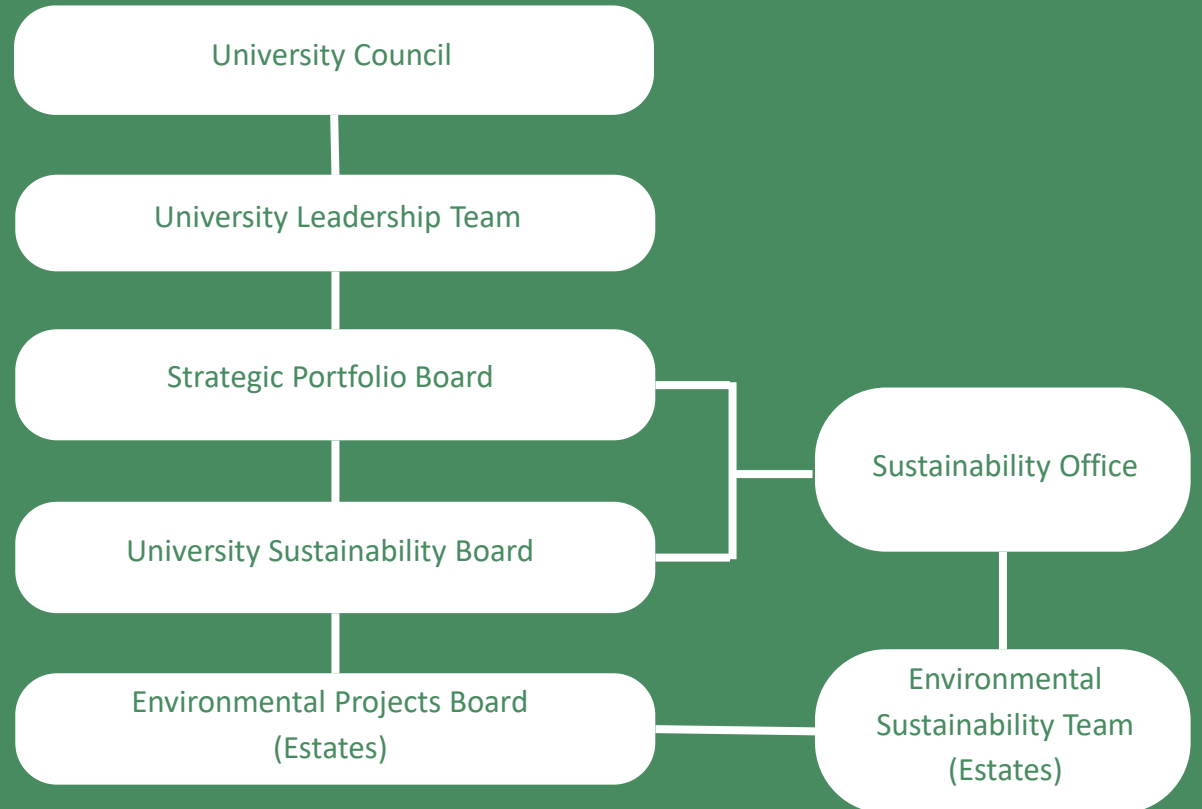 University Council
University Leadership Team
Strategic Portfolio Board
Sustainability Office
University Sustainability Board
Environmental Projects Board
(Estates)
Environmental
Sustainability Team
(Estates)